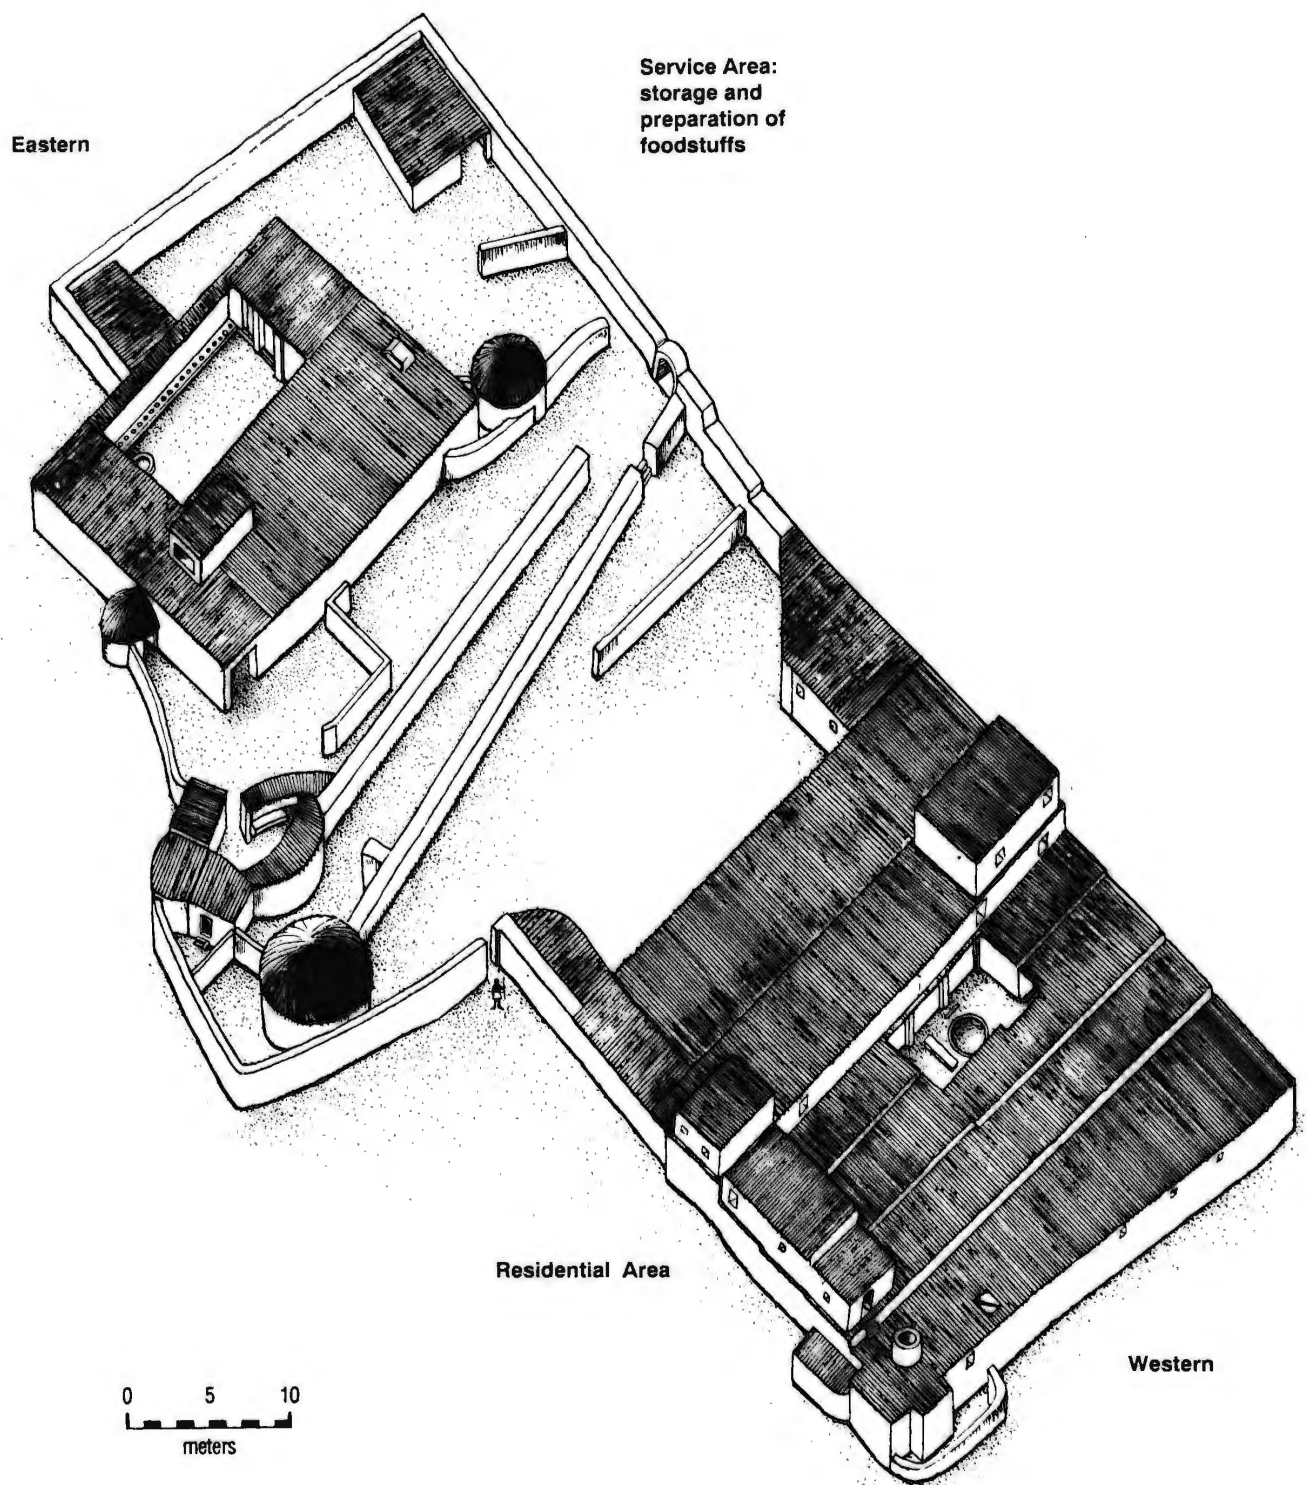 Service Area:
storage and
preparation of
foodstuffs
Eastern
Residential Area
Western
0 5 10
meters